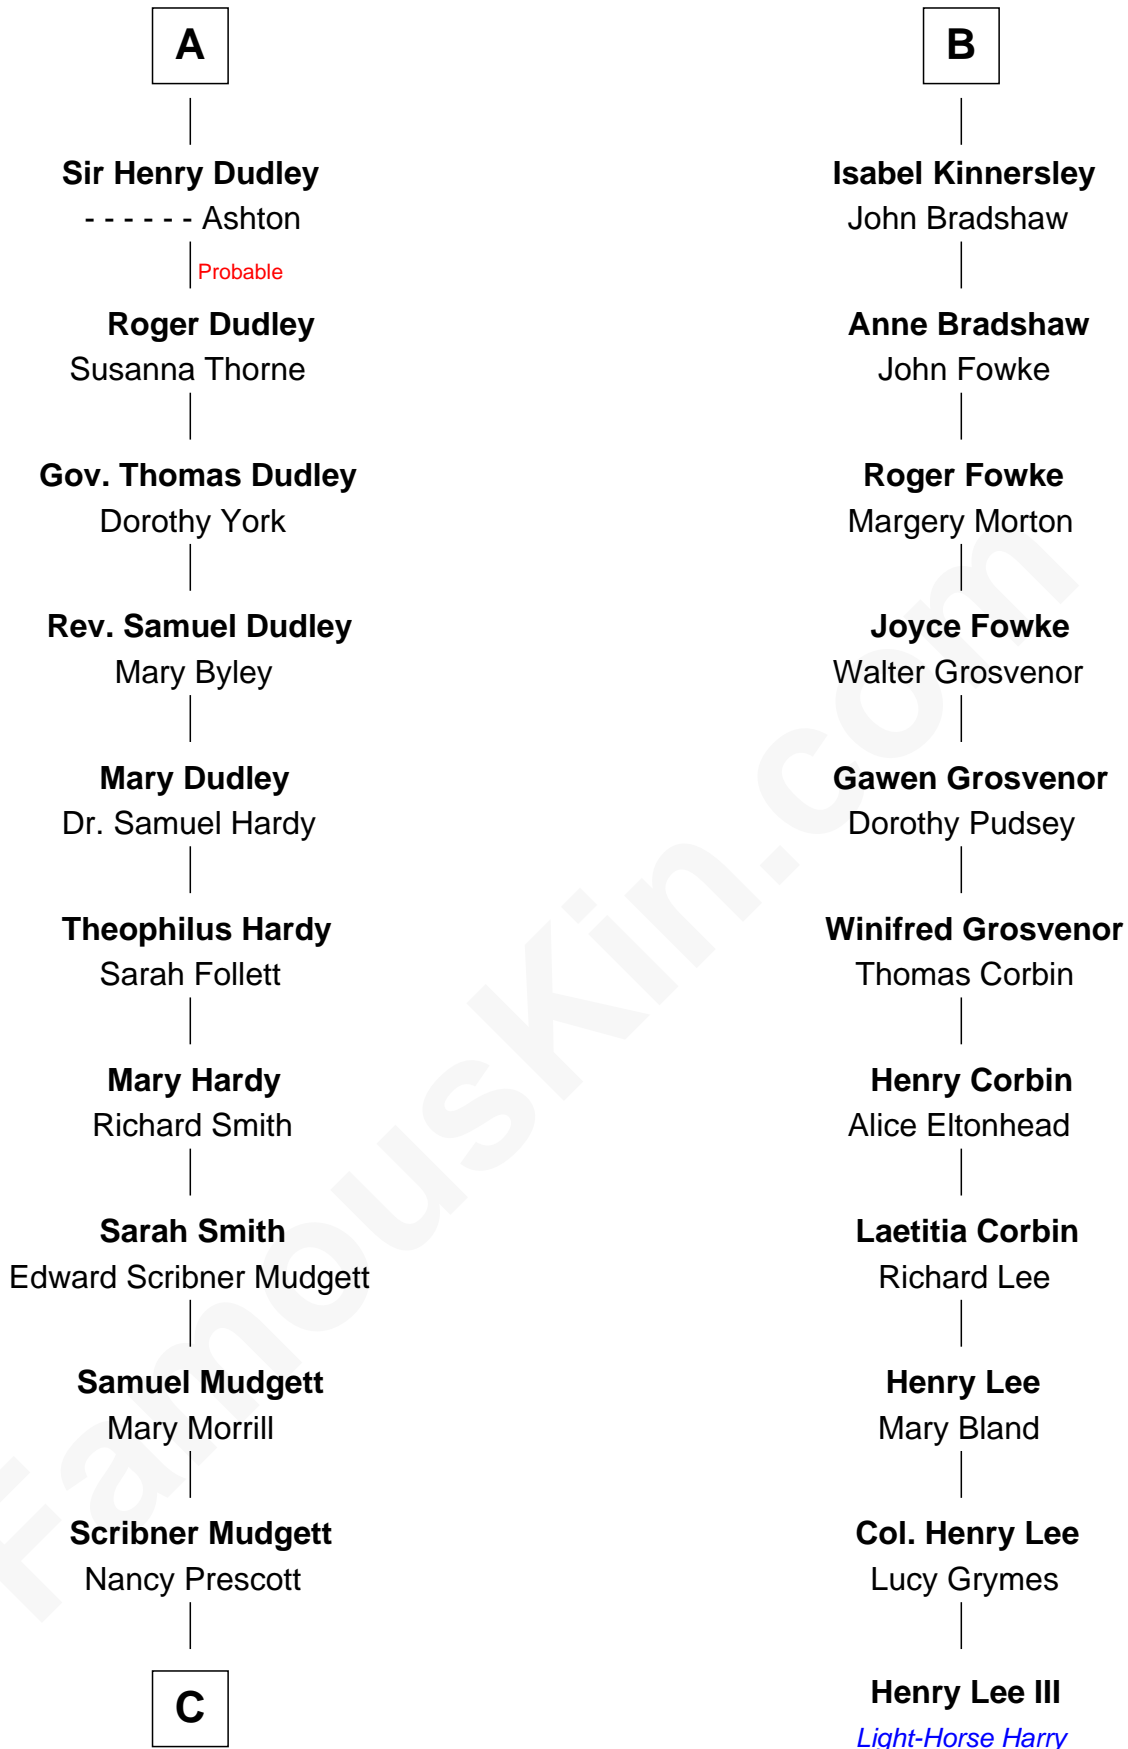 A
Sir Henry Dudley
- - - - - - Ashton
Probable
Roger Dudley
Susanna Thorne
Gov. Thomas Dudley
Dorothy York
Rev. Samuel Dudley
Mary Byley
Mary Dudley
Dr. Samuel Hardy
Theophilus Hardy
Sarah Follett
Mary Hardy
Richard Smith
Sarah Smith
Edward Scribner Mudgett
Samuel Mudgett
Mary Morrill
Scribner Mudgett
Nancy Prescott
C
B
Isabel Kinnersley
John Bradshaw
Anne Bradshaw
John Fowke
Roger Fowke
Margery Morton
Joyce Fowke
Walter Grosvenor
Gawen Grosvenor
Dorothy Pudsey
Winifred Grosvenor
Thomas Corbin
Henry Corbin
Alice Eltonhead
Laetitia Corbin
Richard Lee
Henry Lee
Mary Bland
Col. Henry Lee
Lucy Grymes
Henry Lee III
Light-Horse Harry
FamousKin.com